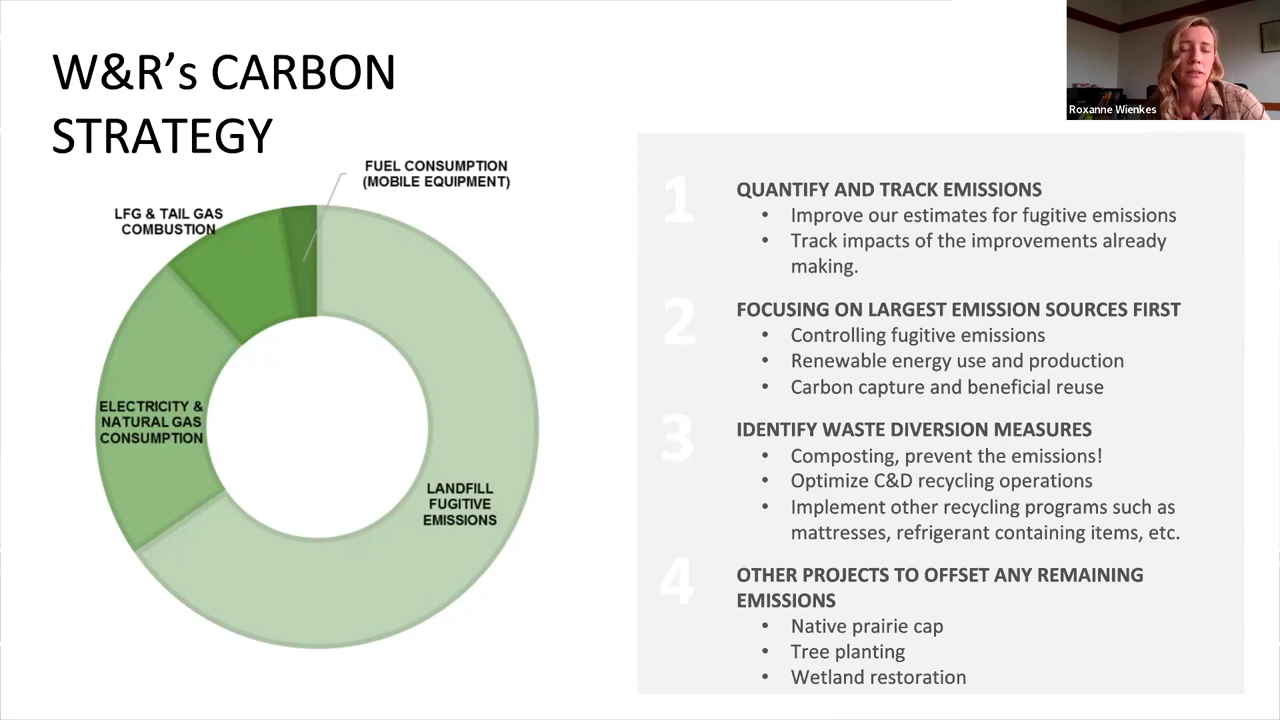 W&R's CARBON
STRATEGY
Roxanne Wienkes
FUEL CONSUMPTION
(MOBILE EQUIPMENT)
LFG & TAIL GAS
COMBUSTION
ELECTRICITY &
NATURAL GAS
CONSUMPTION
LANDFILL
FUGITIVE
EMISSIONS
1
QUANTIFY AND TRACK EMISSIONS
• Improve our estimates for fugitive emissions
• Track impacts of the improvements already
making.
2
FOCUSING ON LARGEST EMISSION SOURCES FIRST
• Controlling fugitive emissions
• Renewable energy use and production
• Carbon capture and beneficial reuse
3
IDENTIFY WASTE DIVERSION MEASURES
• Composting, prevent the emissions!
• Optimize C&D recycling operations
• Implement other recycling programs such as
mattresses, refrigerant containing items, etc.
4
OTHER PROJECTS TO OFFSET ANY REMAINING
EMISSIONS
• Native prairie cap
• Tree planting
• Wetland restoration